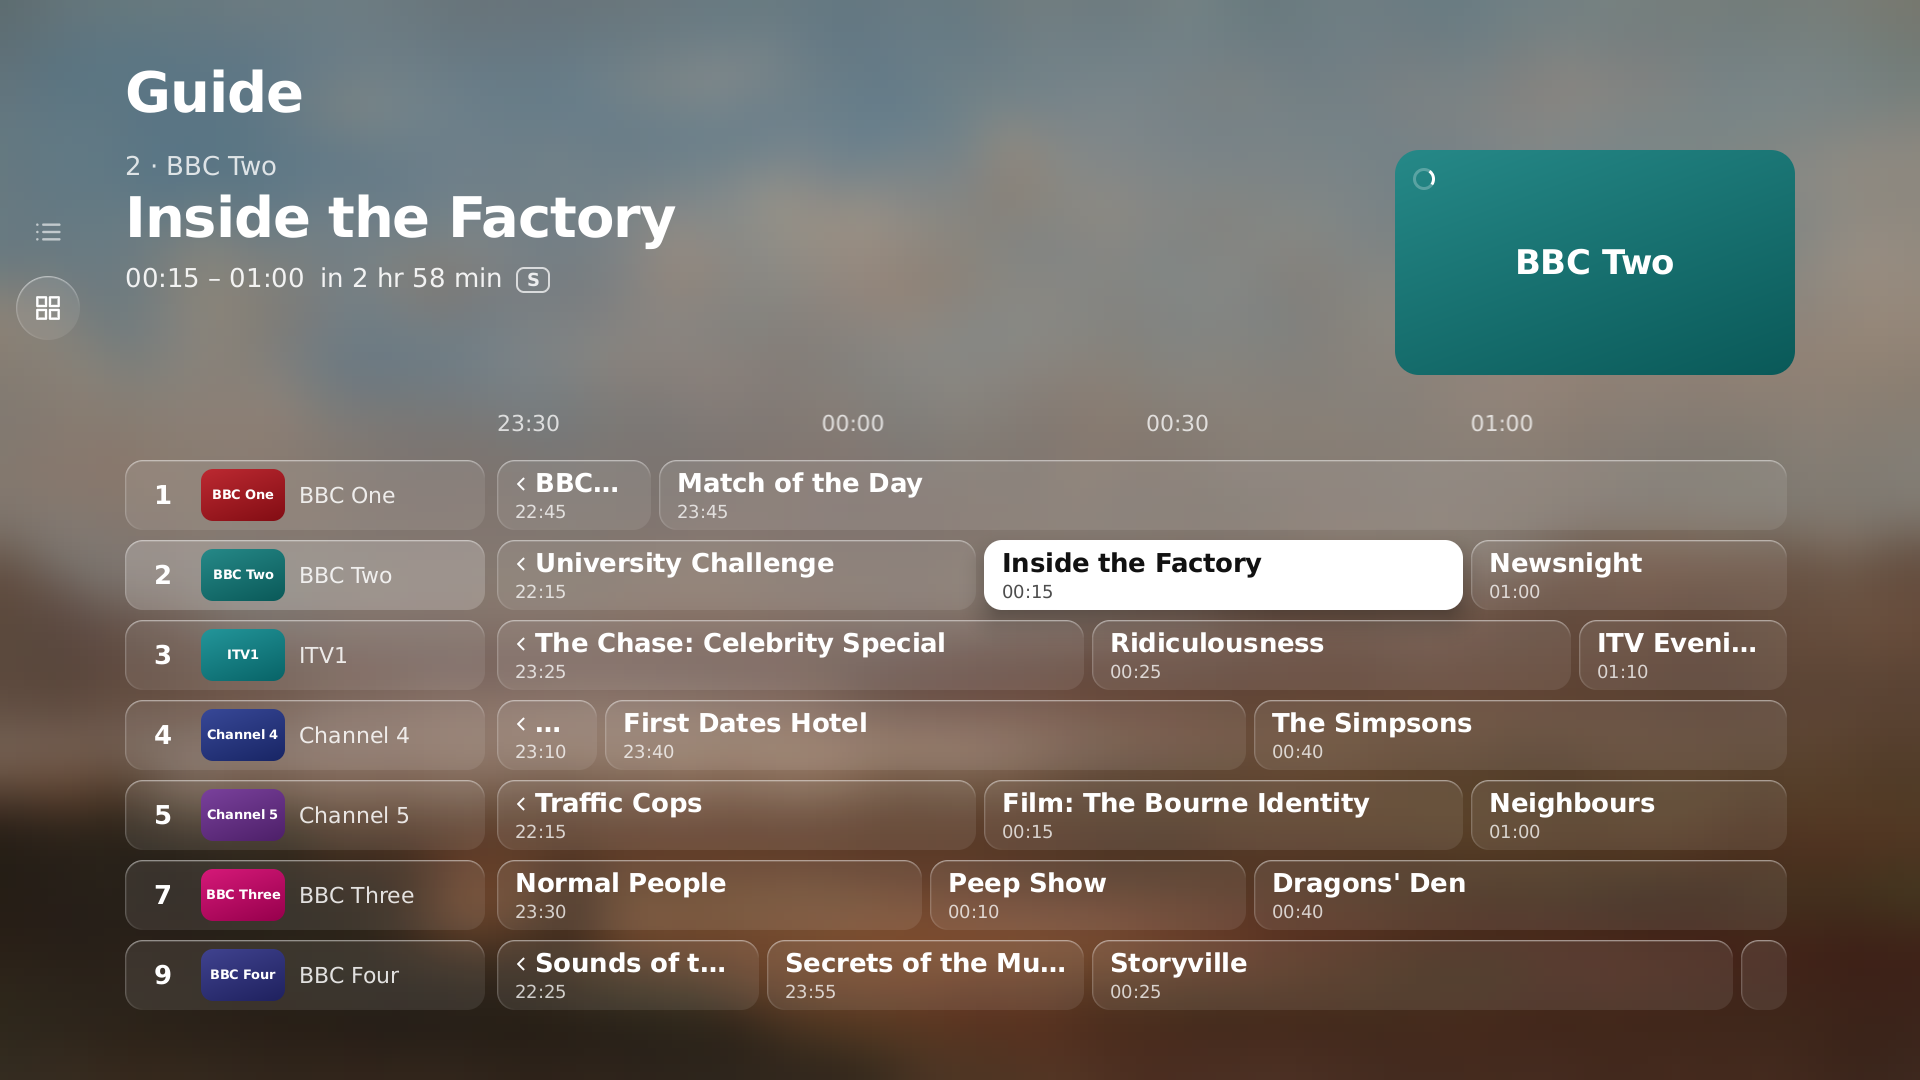 Guide
2 · BBC Two
Inside the Factory
00:15 – 01:00 in 2 hr 58 min S
BBC Two
23:30 00:00 00:30 01:00
1 BBC One BBC One
‹ BBC… Match of the Day
22:45 23:45
2 BBC Two BBC Two
‹ University Challenge Inside the Factory Newsnight
22:15 00:15 01:00
3 ITV1 ITV1
‹ The Chase: Celebrity Special Ridiculousness ITV Eveni…
23:25 00:25 01:10
4 Channel 4 Channel 4
‹ … First Dates Hotel The Simpsons
23:10 23:40 00:40
5 Channel 5 Channel 5
‹ Traffic Cops Film: The Bourne Identity Neighbours
22:15 00:15 01:00
7 BBC Three BBC Three
Normal People Peep Show Dragons' Den
23:30 00:10 00:40
9 BBC Four BBC Four
‹ Sounds of t… Secrets of the Mu… Storyville
22:25 23:55 00:25